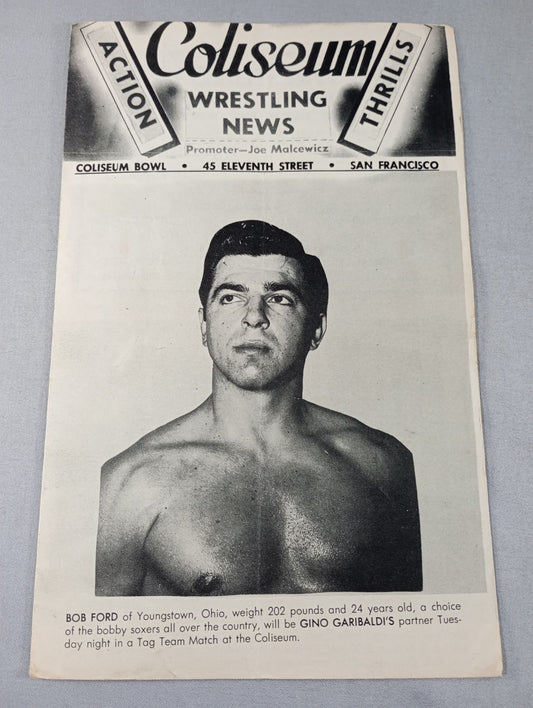 ACTION
Coliseum
THRILLS
WRESTLING
NEWS
Promoter—Joe Malcewicz
COLISEUM BOWL • 45 ELEVENTH STREET • SAN FRANCISCO
BOB FORD of Youngstown, Ohio, weight 202 pounds and 24 years old, a choice
of the bobby soxers all over the country, will be GINO GARIBALDI'S partner Tues-
day night in a Tag Team Match at the Coliseum.